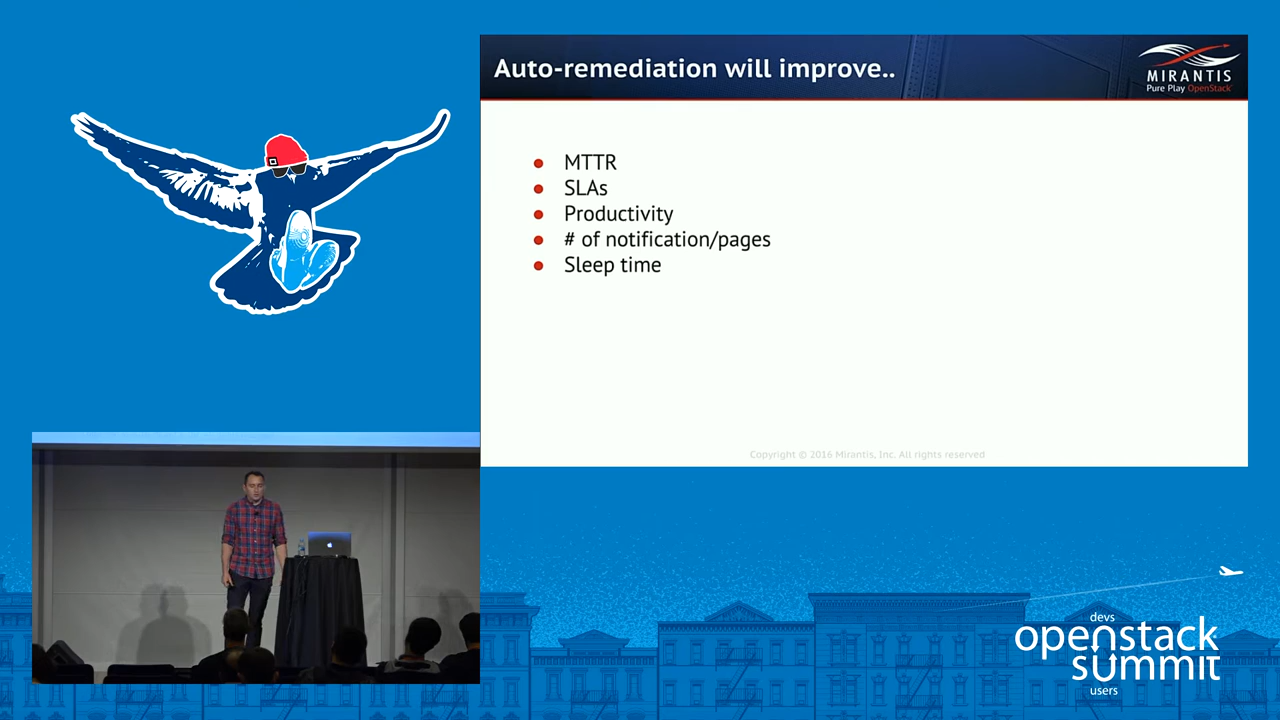 Auto-remediation will improve..
MIRANTIS
Pure Play OpenStack
MTTR
SLAs
Productivity
# of notification/pages
Sleep time
Copyright © 2016 Mirantis, Inc. All rights reserved
devs
openstack
summit
users